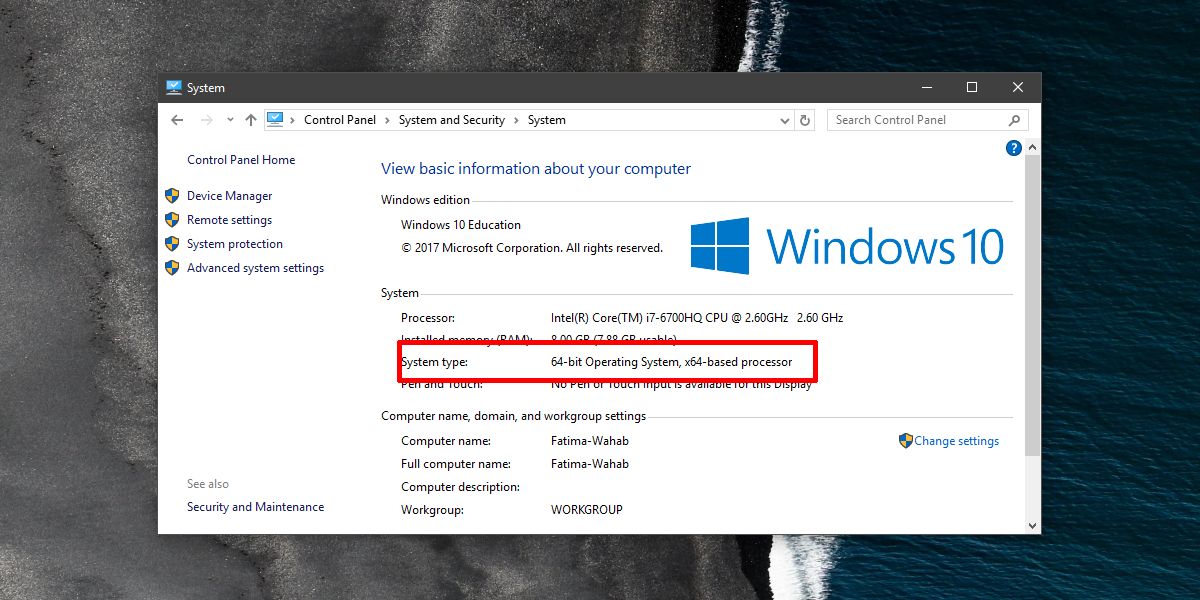 System
Control Panel > System and Security > System
Search Control Panel
Control Panel Home
Device Manager
Remote settings
System protection
Advanced system settings
See also
Security and Maintenance
?
View basic information about your computer
Windows edition
Windows 10 Education
© 2017 Microsoft Corporation. All rights reserved.
Windows 10
System
Processor: Intel(R) Core(TM) i7-6700HQ CPU @ 2.60GHz 2.60 GHz
Installed memory (RAM): 8.00 GB (7.88 GB usable)
System type: 64-bit Operating System, x64-based processor
Pen and Touch: No Pen or Touch Input is available for this Display
Computer name, domain, and workgroup settings
Computer name: Fatima-Wahab
Change settings
Full computer name: Fatima-Wahab
Computer description:
Workgroup: WORKGROUP